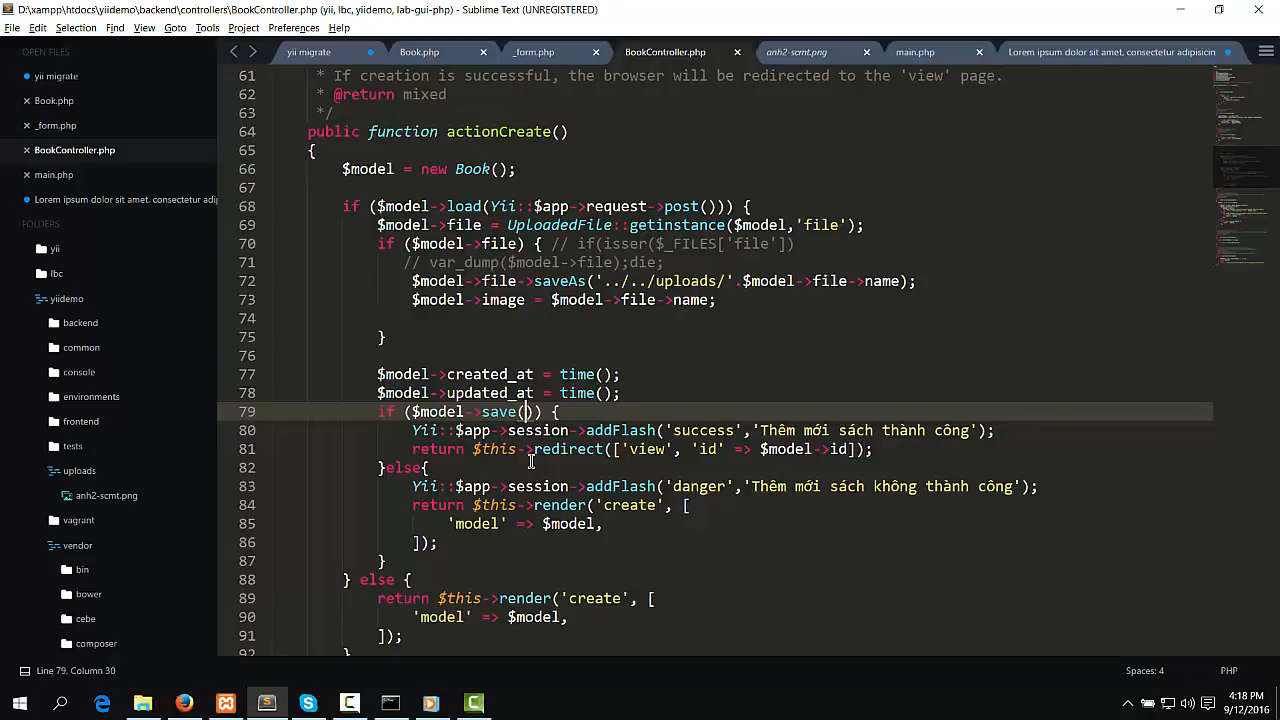 D:\xampp\htdocs\yiidemo\backend\controllers\BookController.php (yii, lbc, yiidemo, lab-gui-php) - Sublime Text (UNREGISTERED)
File Edit Selection Find View Goto Tools Project Preferences Help
OPEN FILES
yii migrate
Book.php
_form.php
BookController.php
main.php
Lorem ipsum dolor sit amet, consectetur adipi
FOLDERS
yii
lbc
yiidemo
backend
common
console
environments
frontend
tests
uploads
anh2-scmt.png
vagrant
vendor
bin
bower
cebe
composer
yii migrate Book.php _form.php BookController.php anh2-scmt.png main.php Lorem ipsum dolor sit amet, consectetur adipisicin
61 * If creation is successful, the browser will be redirected to the 'view' page.
62 * @return mixed
63 */
64 public function actionCreate()
65 {
66 $model = new Book();
67
68 if ($model->load(Yii::$app->request->post())) {
69 $model->file = UploadedFile::getinstance($model,'file');
70 if ($model->file) { // if(isser($_FILES['file'])
71 // var_dump($model->file);die;
72 $model->file->saveAs('../../uploads/'.$model->file->name);
73 $model->image = $model->file->name;
74
75 }
76
77 $model->created_at = time();
78 $model->updated_at = time();
79 if ($model->save()) {
80 Yii::$app->session->addFlash('success','Thêm mới sách thành công');
81 return $this->redirect(['view', 'id' => $model->id]);
82 }else{
83 Yii::$app->session->addFlash('danger','Thêm mới sách không thành công');
84 return $this->render('create', [
85 'model' => $model,
86 ]);
87 }
88 } else {
89 return $this->render('create', [
90 'model' => $model,
91 ]);
92 }
Line 79, Column 30
Spaces: 4 PHP
4:18 PM
9/12/2016